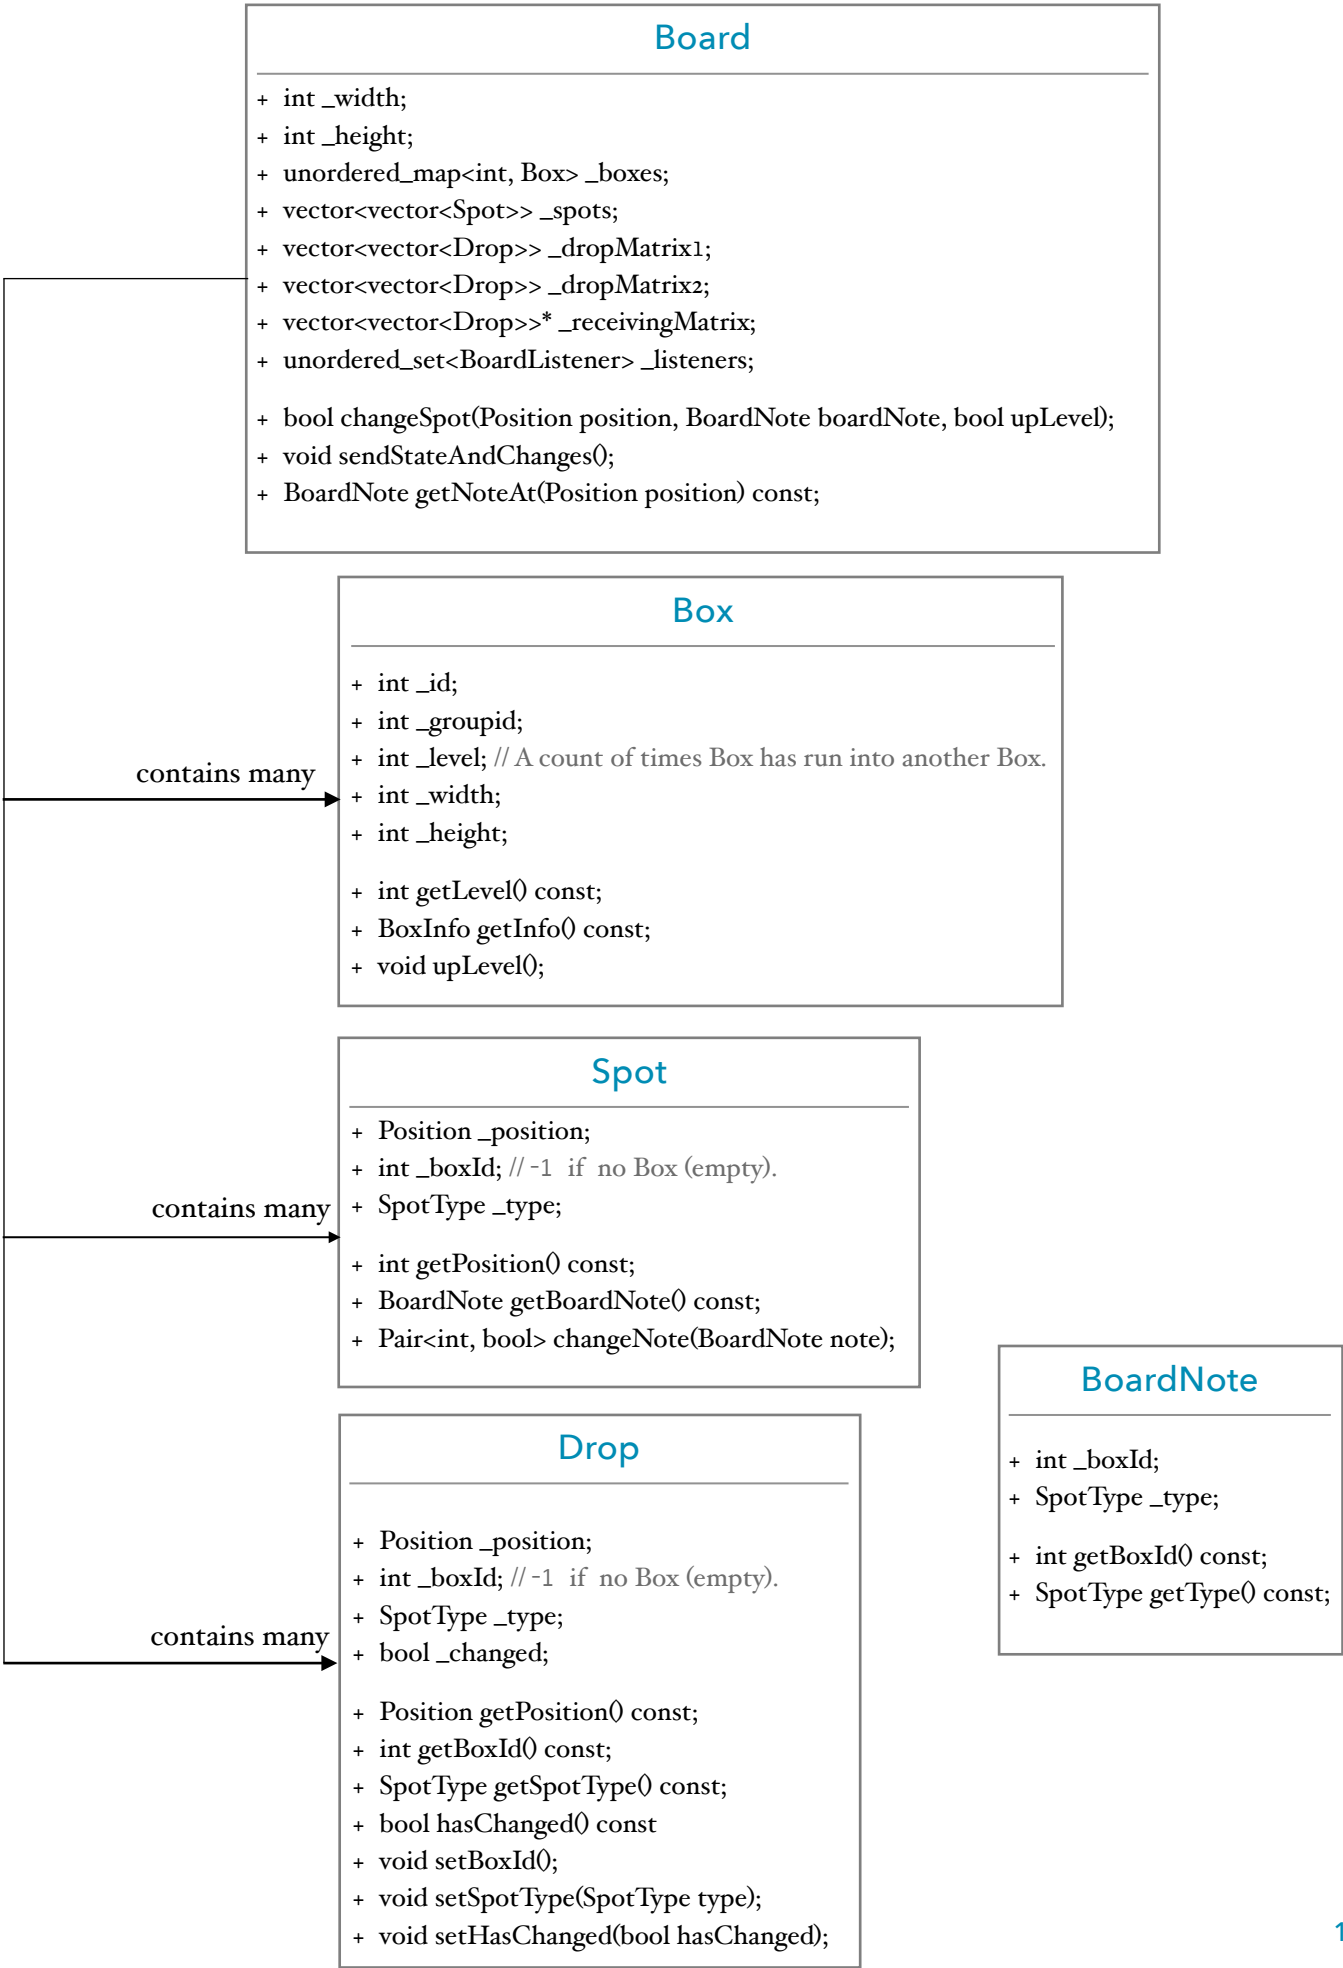 Board
+ int _width;
+ int _height;
+ unordered_map<int, Box> _boxes;
+ vector<vector<Spot>> _spots;
+ vector<vector<Drop>> _dropMatrix1;
+ vector<vector<Drop>> _dropMatrix2;
+ vector<vector<Drop>>* _receivingMatrix;
+ unordered_set<BoardListener> _listeners;
+ bool changeSpot(Position position, BoardNote boardNote, bool upLevel);
+ void sendStateAndChanges();
+ BoardNote getNoteAt(Position position) const;
Box
+ int _id;
+ int _groupid;
+ int _level; // A count of times Box has run into another Box.
contains many
+ int _width;
+ int _height;
+ int getLevel() const;
+ BoxInfo getInfo() const;
+ void upLevel();
Spot
+ Position _position;
+ int _boxId; // -1 if no Box (empty).
+ SpotType _type;
contains many
+ int getPosition() const;
+ BoardNote getBoardNote() const;
+ Pair<int, bool> changeNote(BoardNote note);
BoardNote
+ int _boxId;
+ SpotType _type;
+ int getBoxId() const;
+ SpotType getType() const;
Drop
+ Position _position;
+ int _boxId; // -1 if no Box (empty).
+ SpotType _type;
contains many
+ bool _changed;
+ Position getPosition() const;
+ int getBoxId() const;
+ SpotType getSpotType() const;
+ bool hasChanged() const
+ void setBoxId();
+ void setSpotType(SpotType type);
+ void setHasChanged(bool hasChanged);
1